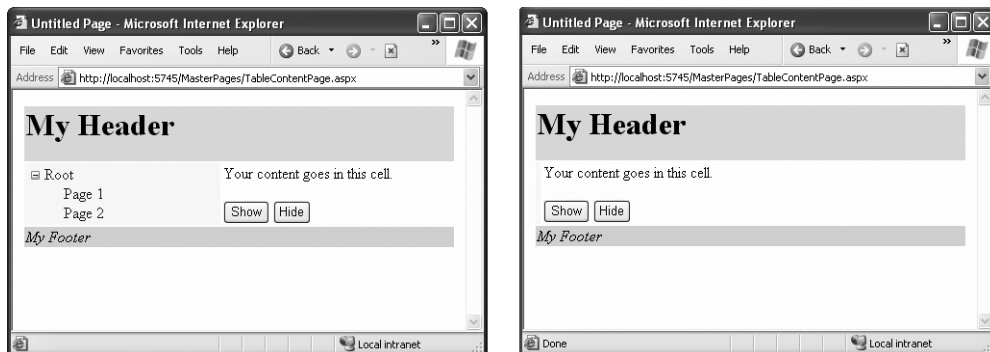 Untitled Page - Microsoft Internet Explorer
File Edit View Favorites Tools Help Back »
Address http://localhost:5745/MasterPages/TableContentPage.aspx
My Header
Root
Page 1
Page 2
Your content goes in this cell.
Show Hide
My Footer
Local intranet
Untitled Page - Microsoft Internet Explorer
File Edit View Favorites Tools Help Back »
Address http://localhost:5745/MasterPages/TableContentPage.aspx
My Header
Your content goes in this cell.
Show Hide
My Footer
Done Local intranet